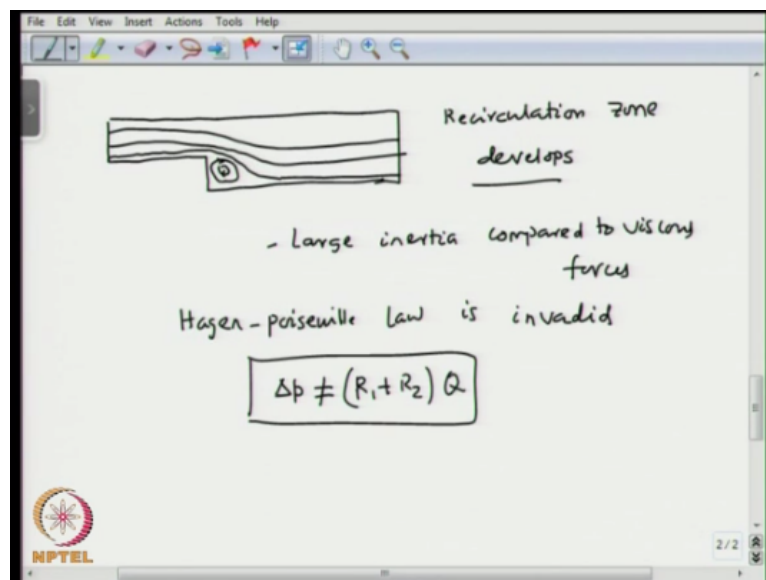 File Edit View Insert Actions Tools Help
Recirculation zone
develops
- Large inertia compared to viscous
forces
Hagen-poiseuille Law is invalid
Δp ≠ (R₁ + R₂) Q
NPTEL
2/2